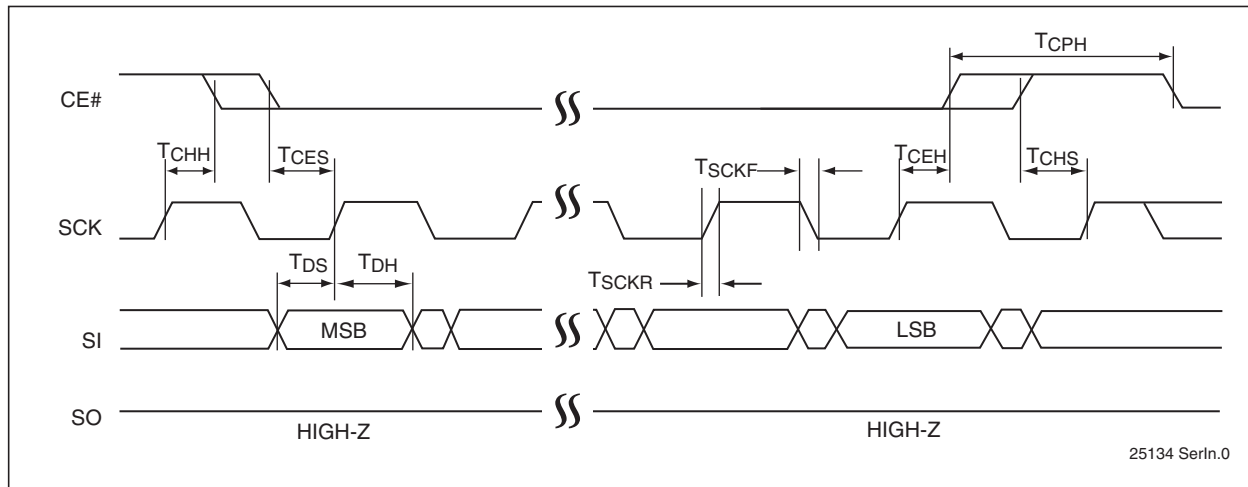 TCPH
CE#
TCHH
TCES
TSCKF
TCEH
TCHS
SCK
TDS
TDH
TSCKR
SI
MSB
LSB
SO
HIGH-Z
HIGH-Z
25134 SerIn.0